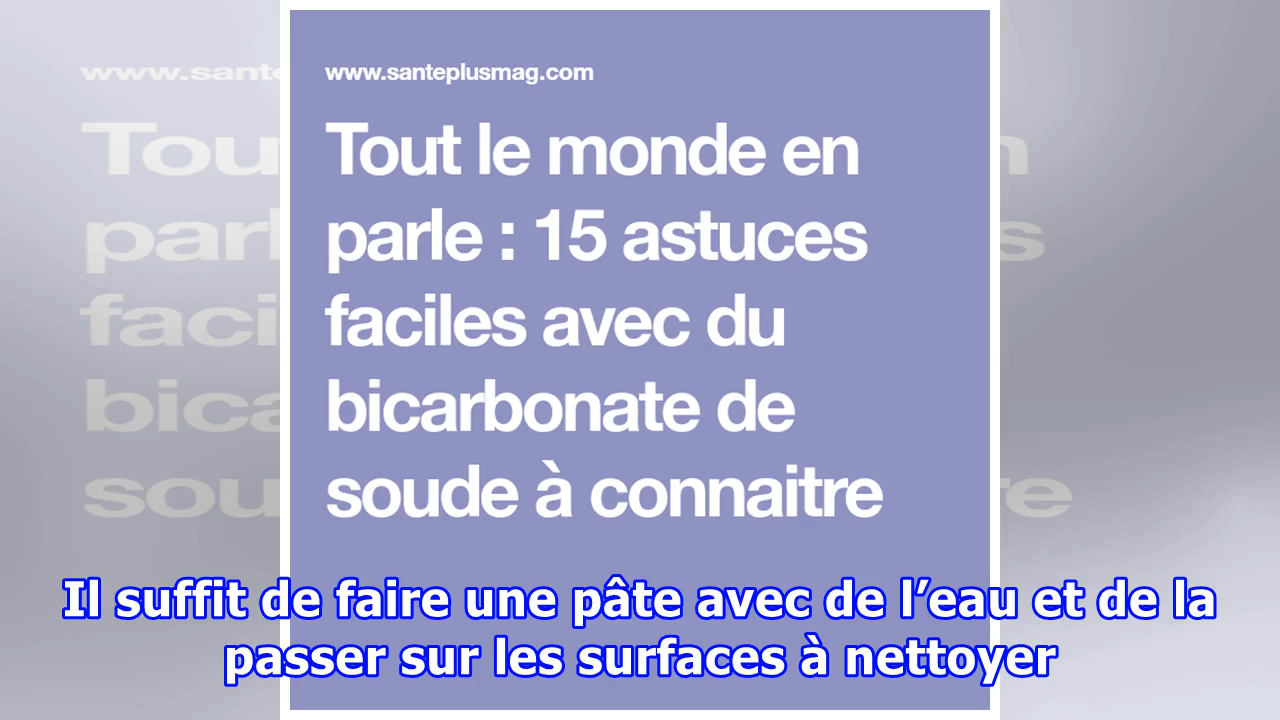 www.santeplusmag.com
Tout le monde en
parle : 15 astuces
faciles avec du
bicarbonate de
soude à connaitre
Il suffit de faire une pâte avec de l’eau et de la
passer sur les surfaces à nettoyer